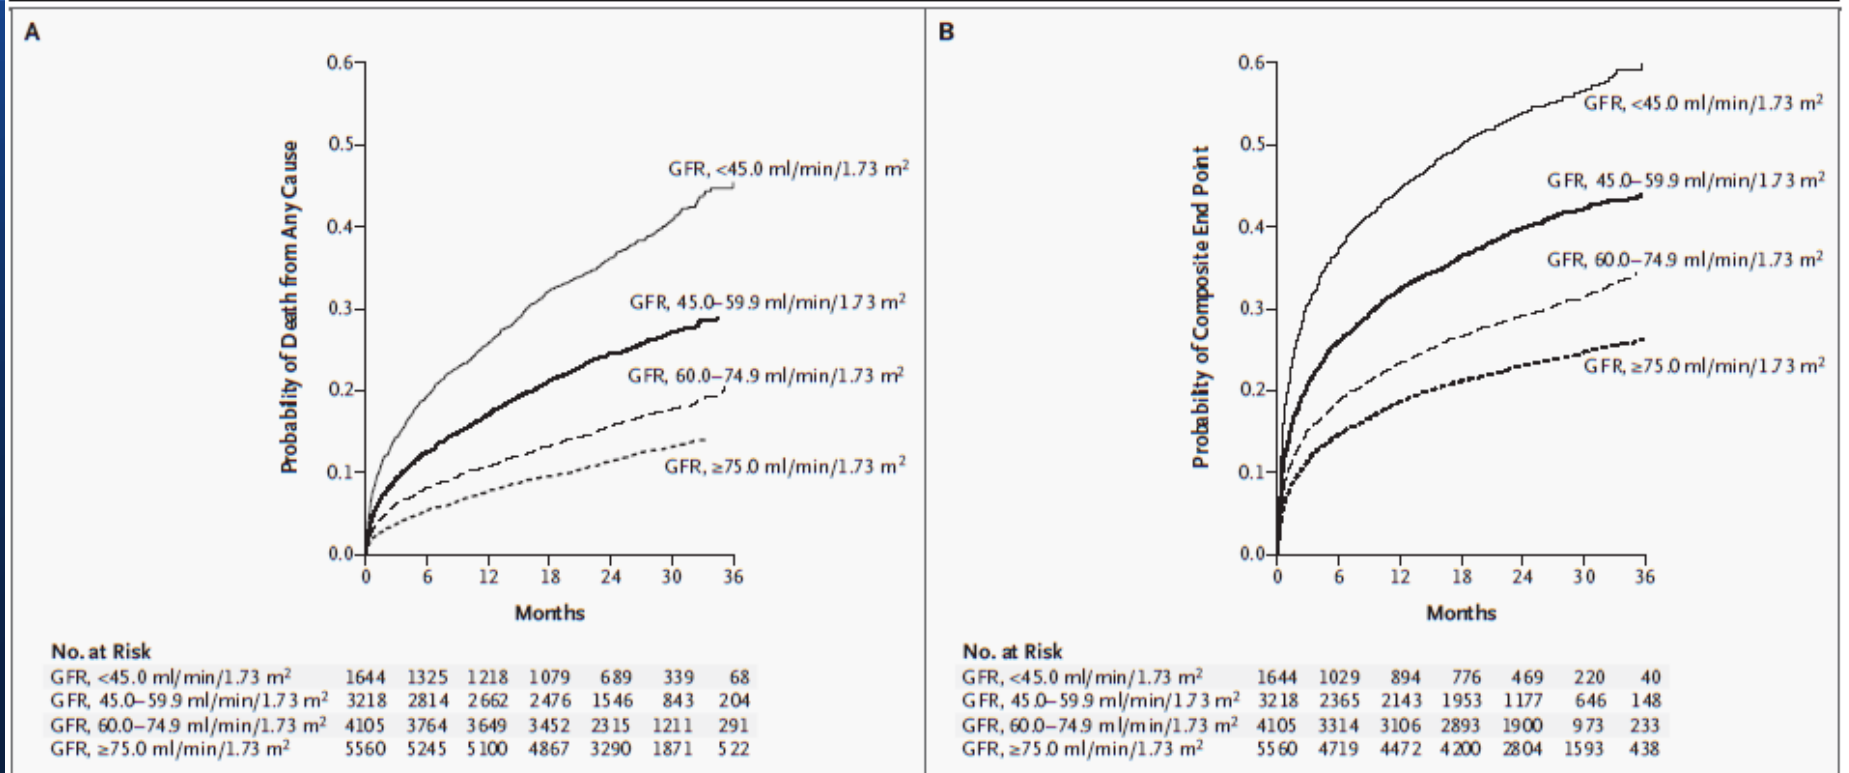 A
Probability of Death from Any Cause
0.6
0.5
0.4
0.3
0.2
0.1
0.0
GFR, <45.0 ml/min/1.73 m²
GFR, 45.0–59.9 ml/min/1.73 m²
GFR, 60.0–74.9 ml/min/1.73 m²
GFR, ≥75.0 ml/min/1.73 m²
0 6 12 18 24 30 36
Months
No. at Risk
GFR, <45.0 ml/min/1.73 m² 1644 1325 1218 1079 689 339 68
GFR, 45.0–59.9 ml/min/1.73 m² 3218 2814 2662 2476 1546 843 204
GFR, 60.0–74.9 ml/min/1.73 m² 4105 3764 3649 3452 2315 1211 291
GFR, ≥75.0 ml/min/1.73 m² 5560 5245 5100 4867 3290 1871 522
B
Probability of Composite End Point
0.6
0.5
0.4
0.3
0.2
0.1
0.0
GFR, <45.0 ml/min/1.73 m²
GFR, 45.0–59.9 ml/min/1.73 m²
GFR, 60.0–74.9 ml/min/1.73 m²
GFR, ≥75.0 ml/min/1.73 m²
0 6 12 18 24 30 36
Months
No. at Risk
GFR, <45.0 ml/min/1.73 m² 1644 1029 894 776 469 220 40
GFR, 45.0–59.9 ml/min/1.73 m² 3218 2365 2143 1953 1177 646 148
GFR, 60.0–74.9 ml/min/1.73 m² 4105 3314 3106 2893 1900 973 233
GFR, ≥75.0 ml/min/1.73 m² 5560 4719 4472 4200 2804 1593 438